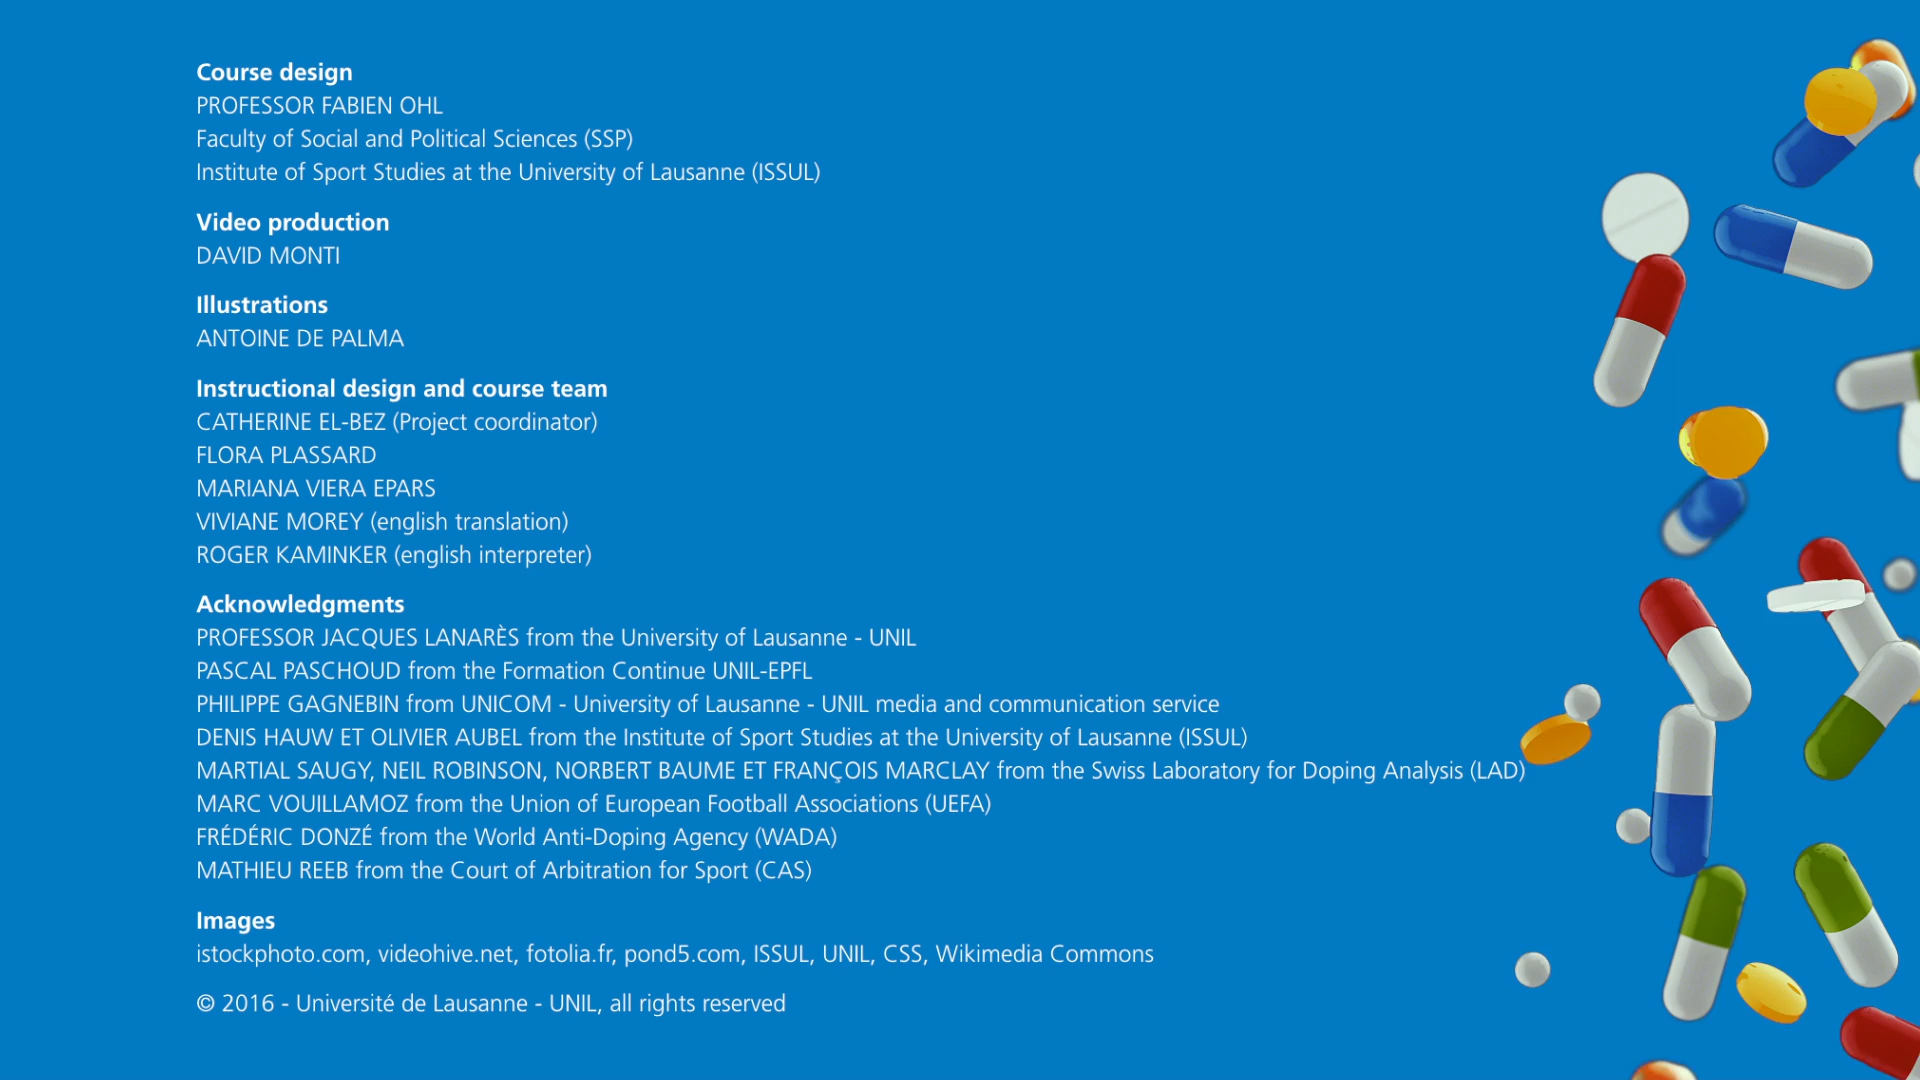 Course design
PROFESSOR FABIEN OHL
Faculty of Social and Political Sciences (SSP)
Institute of Sport Studies at the University of Lausanne (ISSUL)
Video production
DAVID MONTI
Illustrations
ANTOINE DE PALMA
Instructional design and course team
CATHERINE EL-BEZ (Project coordinator)
FLORA PLASSARD
MARIANA VIERA EPARS
VIVIANE MOREY (english translation)
ROGER KAMINKER (english interpreter)
Acknowledgments
PROFESSOR JACQUES LANARÈS from the University of Lausanne - UNIL
PASCAL PASCHOUD from the Formation Continue UNIL-EPFL
PHILIPPE GAGNEBIN from UNICOM - University of Lausanne - UNIL media and communication service
DENIS HAUW ET OLIVIER AUBEL from the Institute of Sport Studies at the University of Lausanne (ISSUL)
MARTIAL SAUGY, NEIL ROBINSON, NORBERT BAUME ET FRANÇOIS MARCLAY from the Swiss Laboratory for Doping Analysis (LAD)
MARC VOUILLAMOZ from the Union of European Football Associations (UEFA)
FRÉDÉRIC DONZÉ from the World Anti-Doping Agency (WADA)
MATHIEU REEB from the Court of Arbitration for Sport (CAS)
Images
istockphoto.com, videohive.net, fotolia.fr, pond5.com, ISSUL, UNIL, CSS, Wikimedia Commons
© 2016 - Université de Lausanne - UNIL, all rights reserved